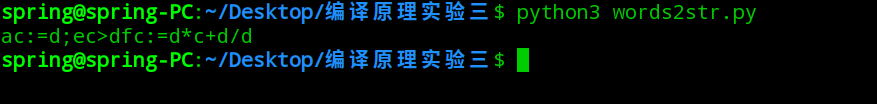 spring@spring-PC:~/Desktop/编译原理实验三$ python3 words2str.py
ac:=d;ec>dfc:=d*c+d/d
spring@spring-PC:~/Desktop/编译原理实验三$